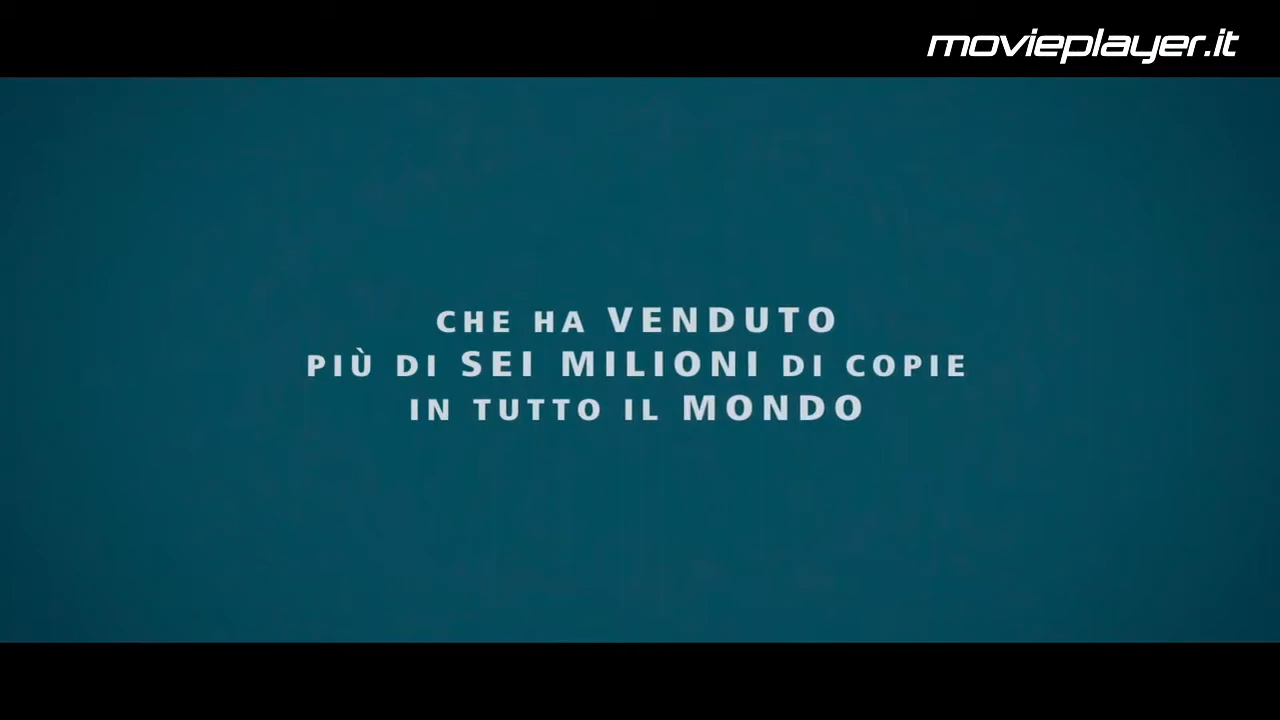 movieplayer.it
CHE HA VENDUTO
PIÙ DI SEI MILIONI DI COPIE
IN TUTTO IL MONDO